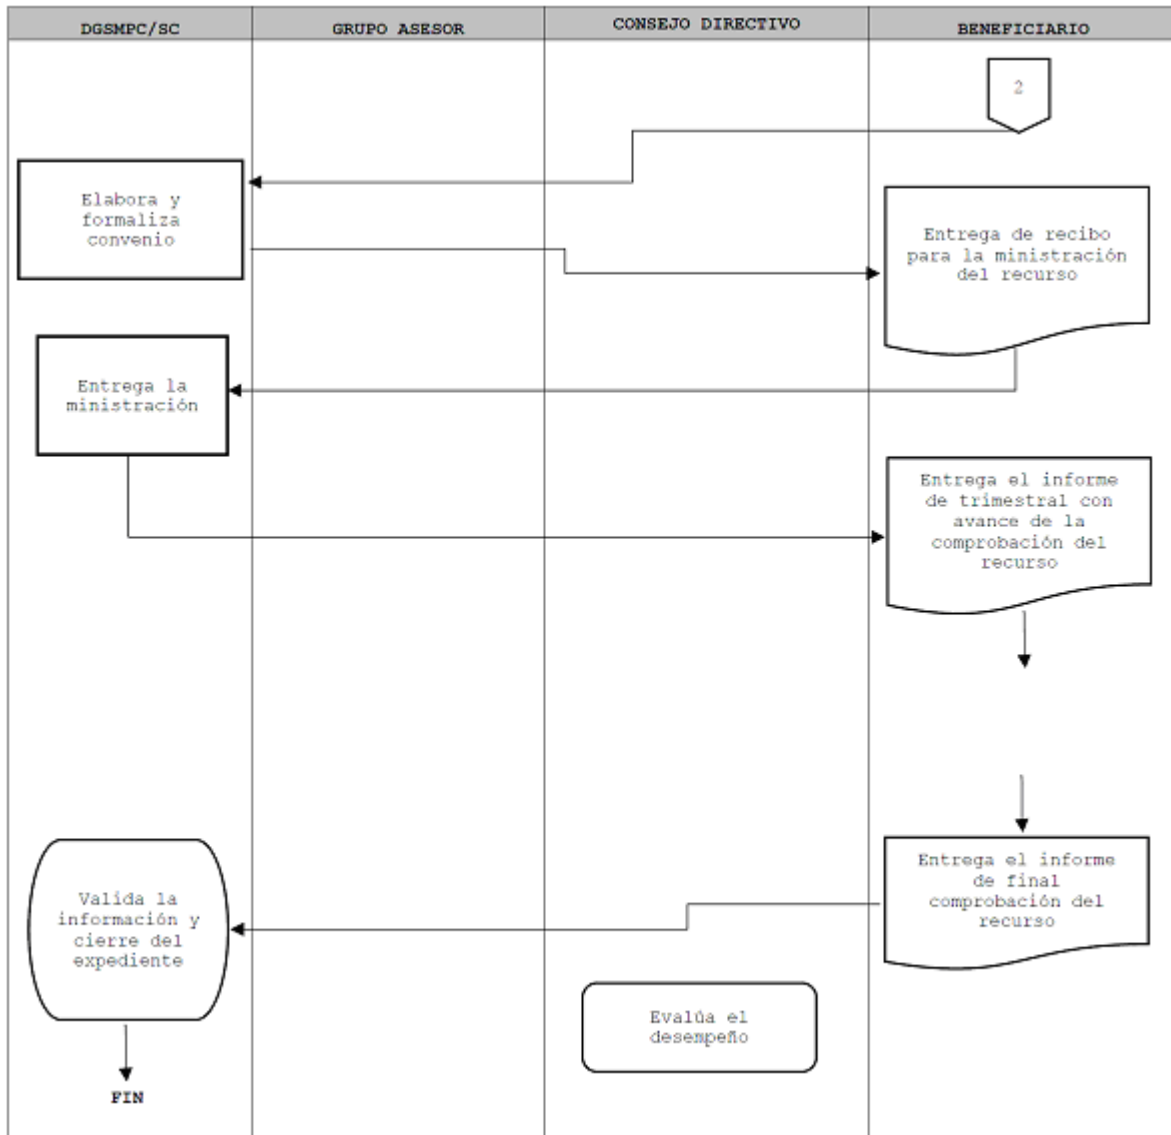 DGSMPC/SC
GRUPO ASESOR
CONSEJO DIRECTIVO
BENEFICIARIO
2
Elabora y
formaliza
convenio
Entrega de recibo
para la ministración
del recurso
Entrega la
ministración
Entrega el informe
de trimestral con
avance de la
comprobación del
recurso
Entrega el informe
de final
comprobación del
recurso
Valida la
información y
cierre del
expediente
Evalúa el
desempeño
FIN